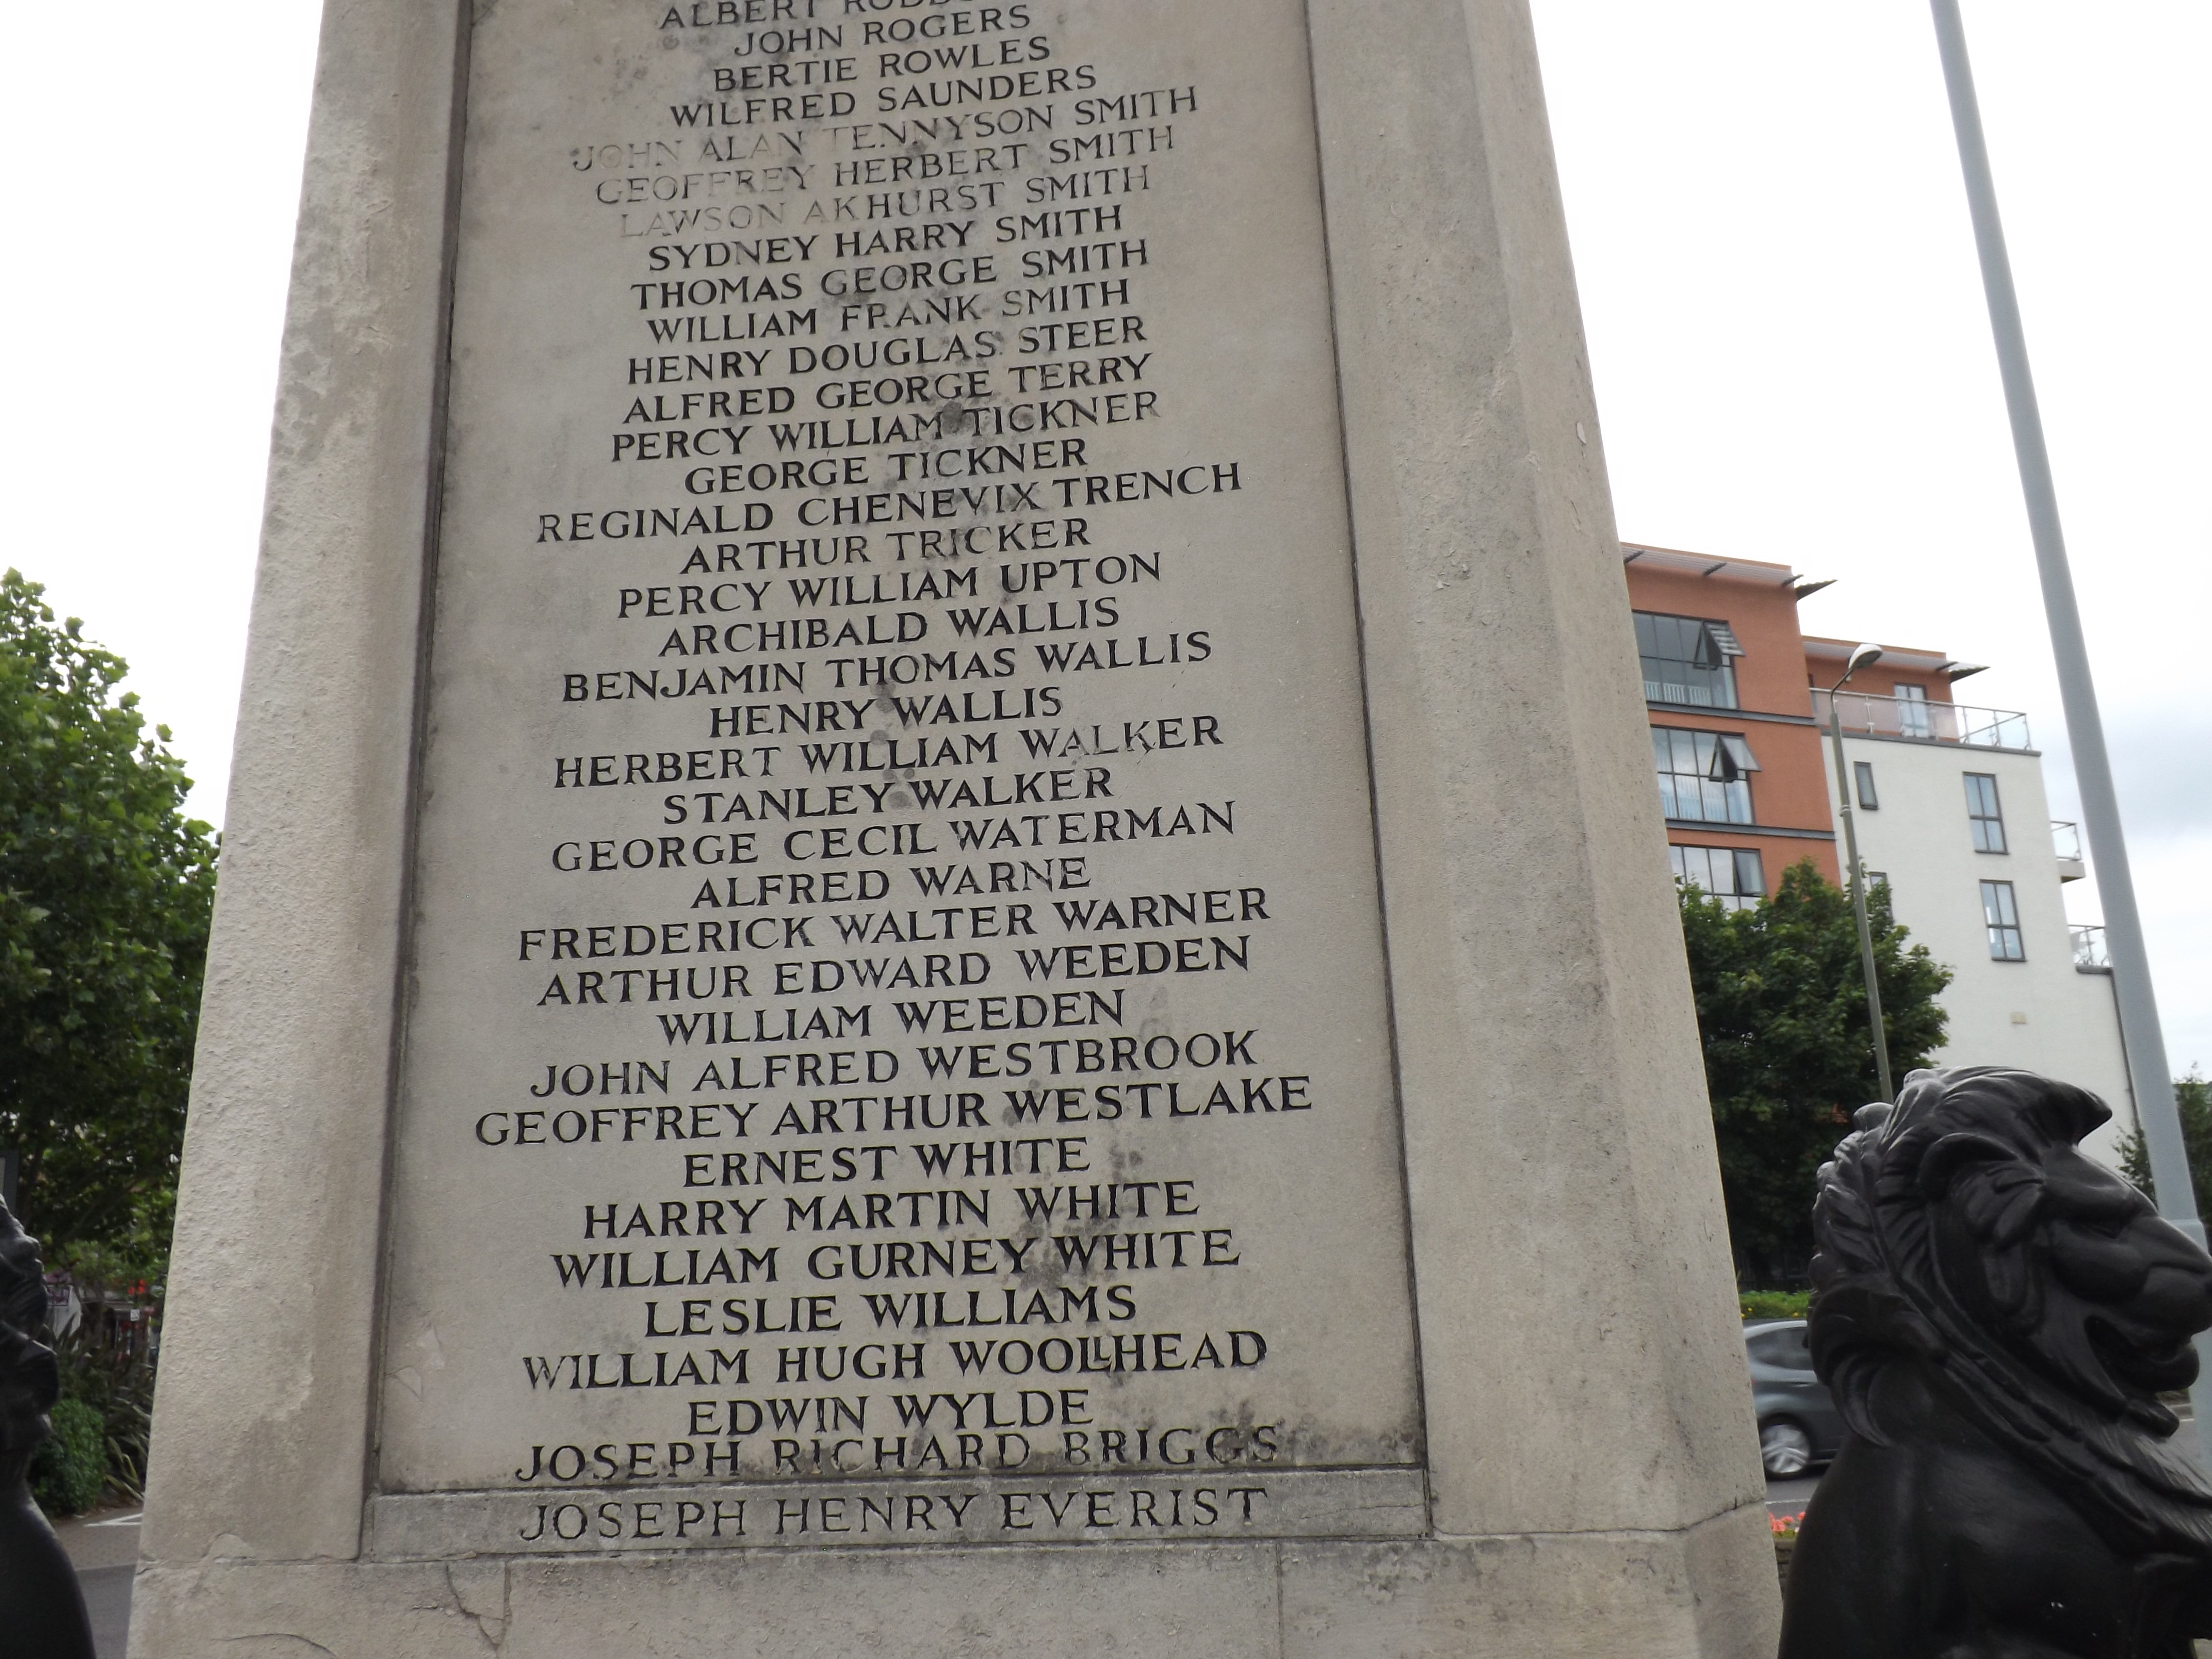 ALBERT
JOHN ROGERS
BERTIE ROWLES
WILFRED SAUNDERS
JOHN ALAN TENNYSON SMITH
GEOFFREY HERBERT SMITH
LAWSON AKHURST SMITH
SYDNEY HARRY SMITH
THOMAS GEORGE SMITH
WILLIAM FRANK SMITH
HENRY DOUGLAS STEER
ALFRED GEORGE TERRY
PERCY WILLIAM TICKNER
GEORGE TICKNER
REGINALD CHENEVIX TRENCH
ARTHUR TRICKER
PERCY WILLIAM UPTON
ARCHIBALD WALLIS
BENJAMIN THOMAS WALLIS
HENRY WALLIS
HERBERT WILLIAM WALKER
STANLEY WALKER
GEORGE CECIL WATERMAN
ALFRED WARNE
FREDERICK WALTER WARNER
ARTHUR EDWARD WEEDEN
WILLIAM WEEDEN
JOHN ALFRED WESTBROOK
GEOFFREY ARTHUR WESTLAKE
ERNEST WHITE
HARRY MARTIN WHITE
WILLIAM GURNEY WHITE
LESLIE WILLIAMS
WILLIAM HUGH WOOLLHEAD
EDWIN WYLDE
JOSEPH RICHARD BRIGGS
JOSEPH HENRY EVERIST